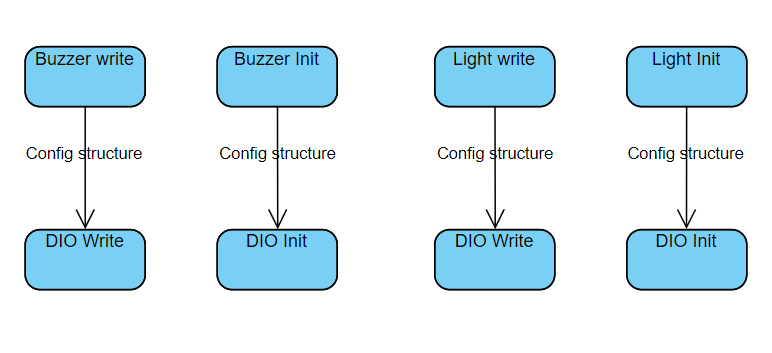 Buzzer write
Buzzer Init
Light write
Light Init
Config structure
Config structure
Config structure
Config structure
DIO Write
DIO Init
DIO Write
DIO Init